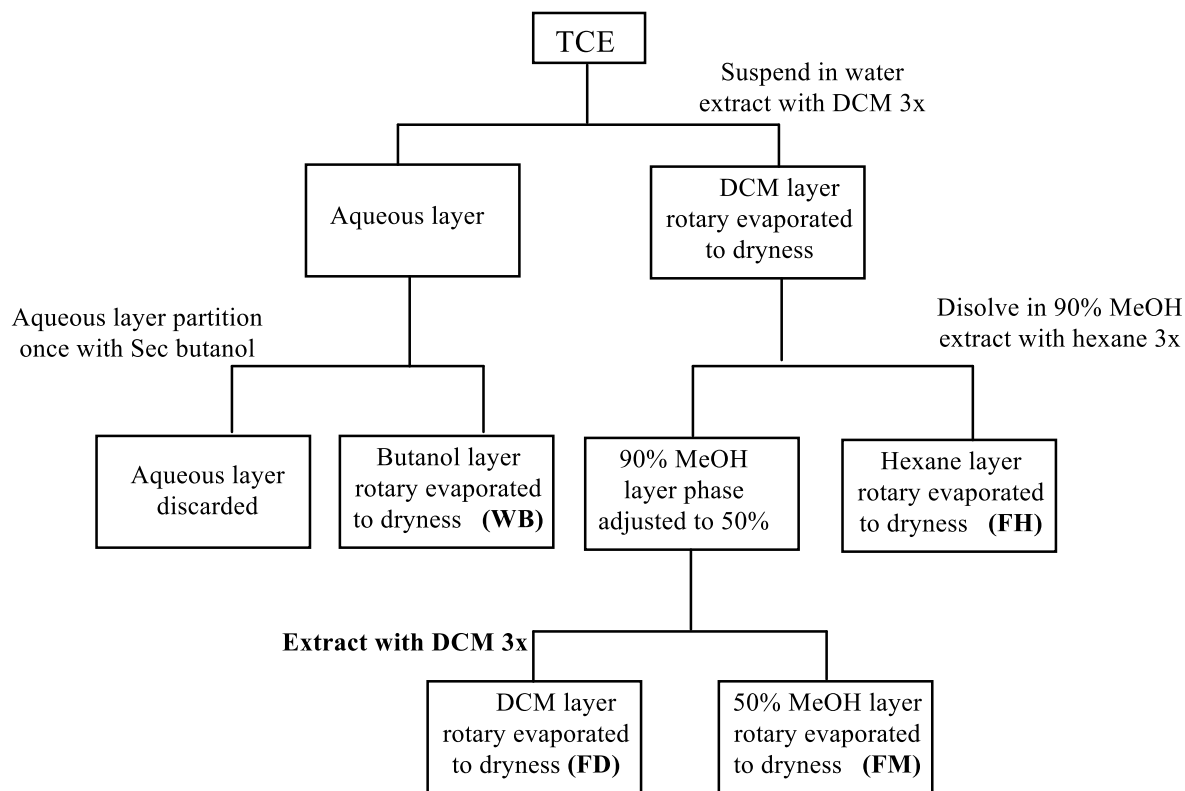 TCE
Suspend in water
extract with DCM 3x
Aqueous layer
DCM layer
rotary evaporated
to dryness
Aqueous layer partition
once with Sec butanol
Disolve in 90% MeOH
extract with hexane 3x
Aqueous layer
discarded
Butanol layer
rotary evaporated
to dryness (WB)
90% MeOH
layer phase
adjusted to 50%
Hexane layer
rotary evaporated
to dryness (FH)
Extract with DCM 3x
DCM layer
rotary evaporated
to dryness (FD)
50% MeOH layer
rotary evaporated
to dryness (FM)